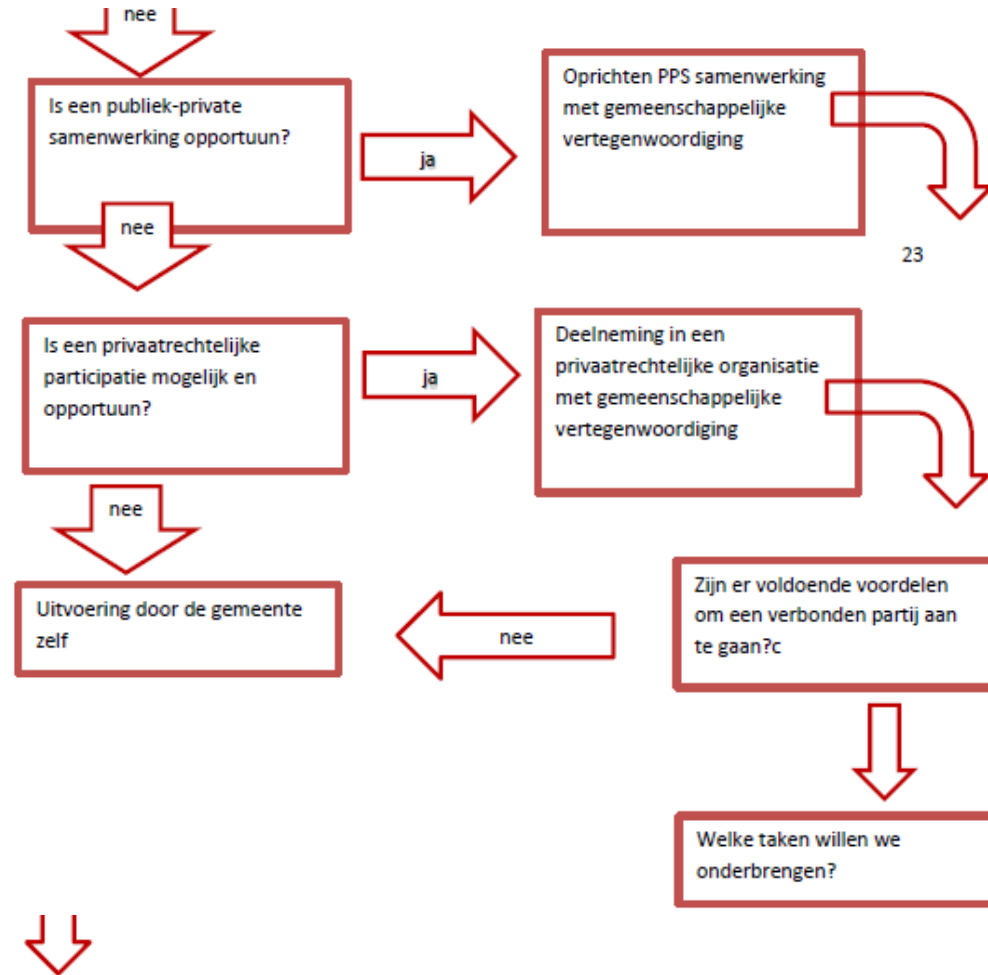 nee
Is een publiek-private
samenwerking opportuun?
ja
Oprichten PPS samenwerking
met gemeenschappelijke
vertegenwoordiging
nee
23
Is een privaatrechtelijke
participatie mogelijk en
opportuun?
ja
Deelneming in een
privaatrechtelijke organisatie
met gemeenschappelijke
vertegenwoordiging
nee
Uitvoering door de gemeente
zelf
nee
Zijn er voldoende voordelen
om een verbonden partij aan
te gaan?c
Welke taken willen we
onderbrengen?